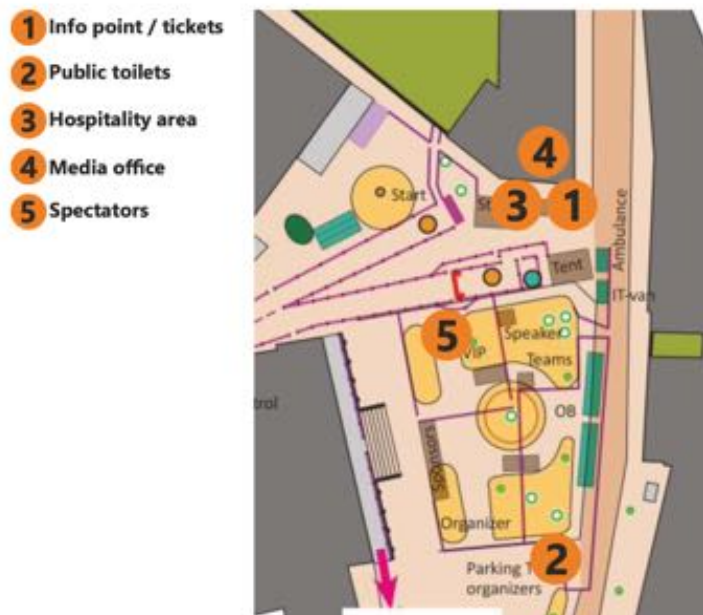 1 Info point / tickets
2 Public toilets
3 Hospitality area
4 Media office
5 Spectators
4
Start
3
1
Ambulance
Tent
IT-van
5
Speaker
VIP
Teams
trol
OB
Sponsors
Organizer
2
Parking
organizers